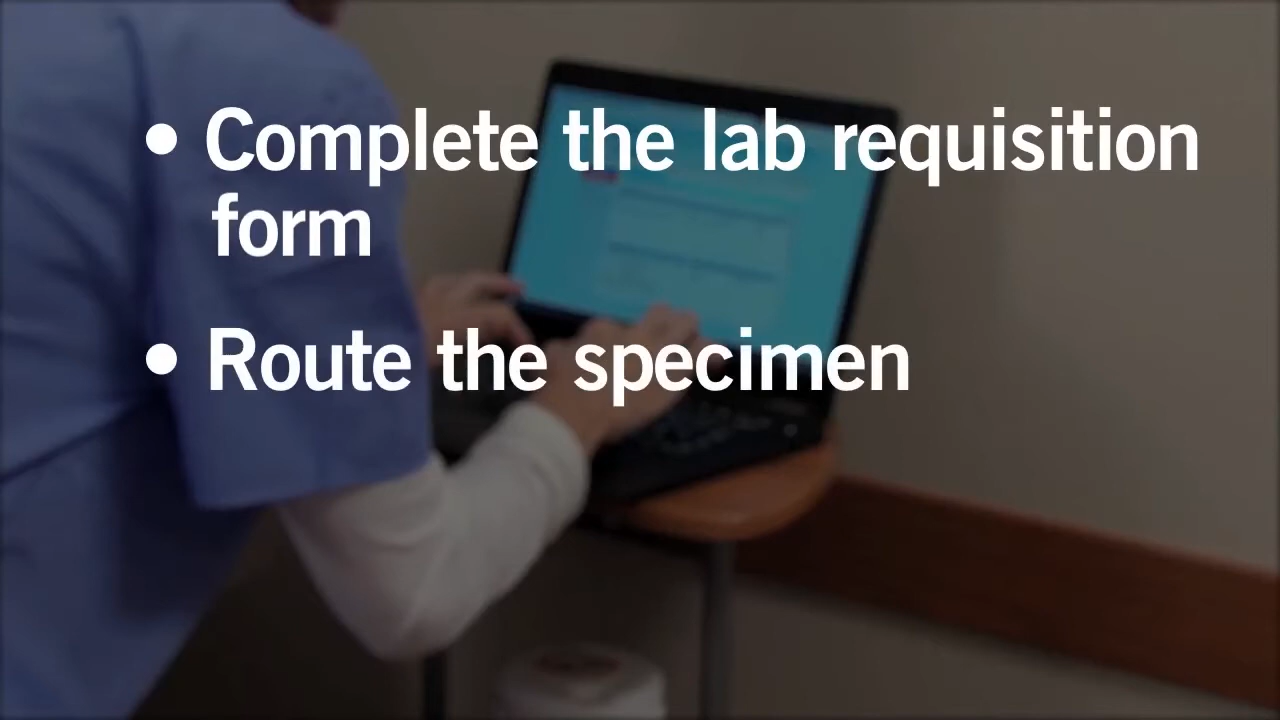 • Complete the lab requisition
form
• Route the specimen